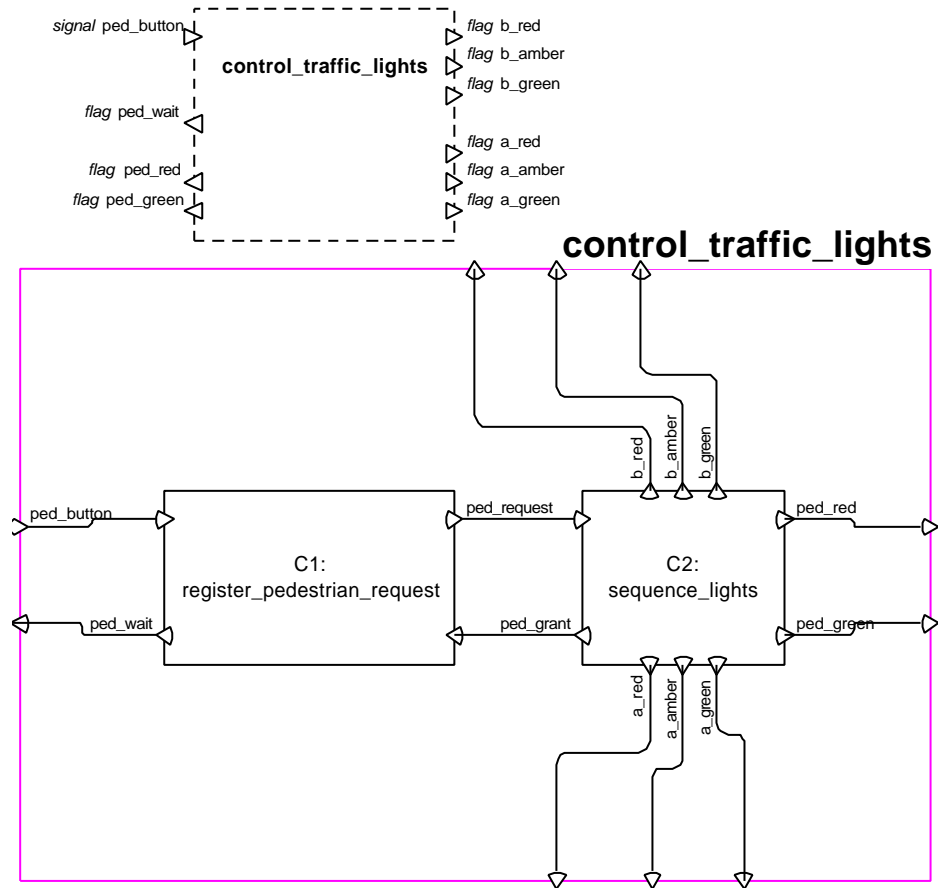 signal ped_button
flag b_red
flag b_amber
control_traffic_lights
flag b_green
flag ped_wait
flag a_red
flag ped_red
flag a_amber
flag ped_green
flag a_green
control_traffic_lights
b_red
b_amber
b_green
ped_button
ped_request
ped_red
C1:
register_pedestrian_request
C2:
sequence_lights
ped_wait
ped_grant
ped_green
a_red
a_amber
a_green